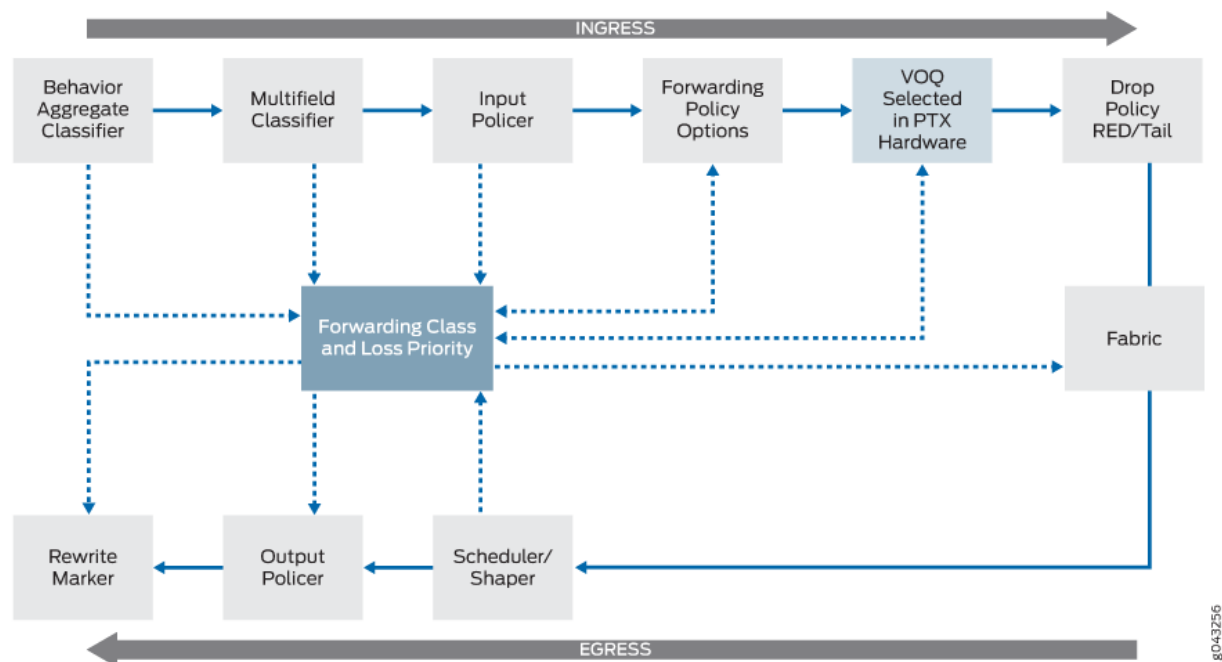 INGRESS
Behavior
Aggregate
Classifier
Multifield
Classifier
Input
Policer
Forwarding
Policy
Options
VOQ
Selected
in PTX
Hardware
Drop
Policy
RED/Tail
Forwarding Class
and Loss Priority
Fabric
Rewrite
Marker
Output
Policer
Scheduler/
Shaper
EGRESS
g043256